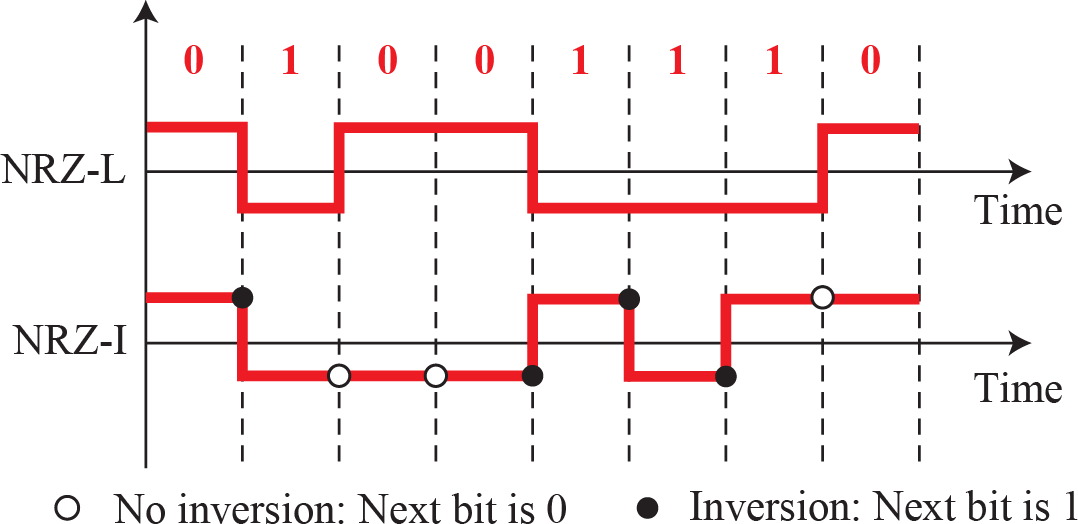 0 1 0 0 1 1 1 0
NRZ-L
Time
NRZ-I
Time
No inversion: Next bit is 0
Inversion: Next bit is 1